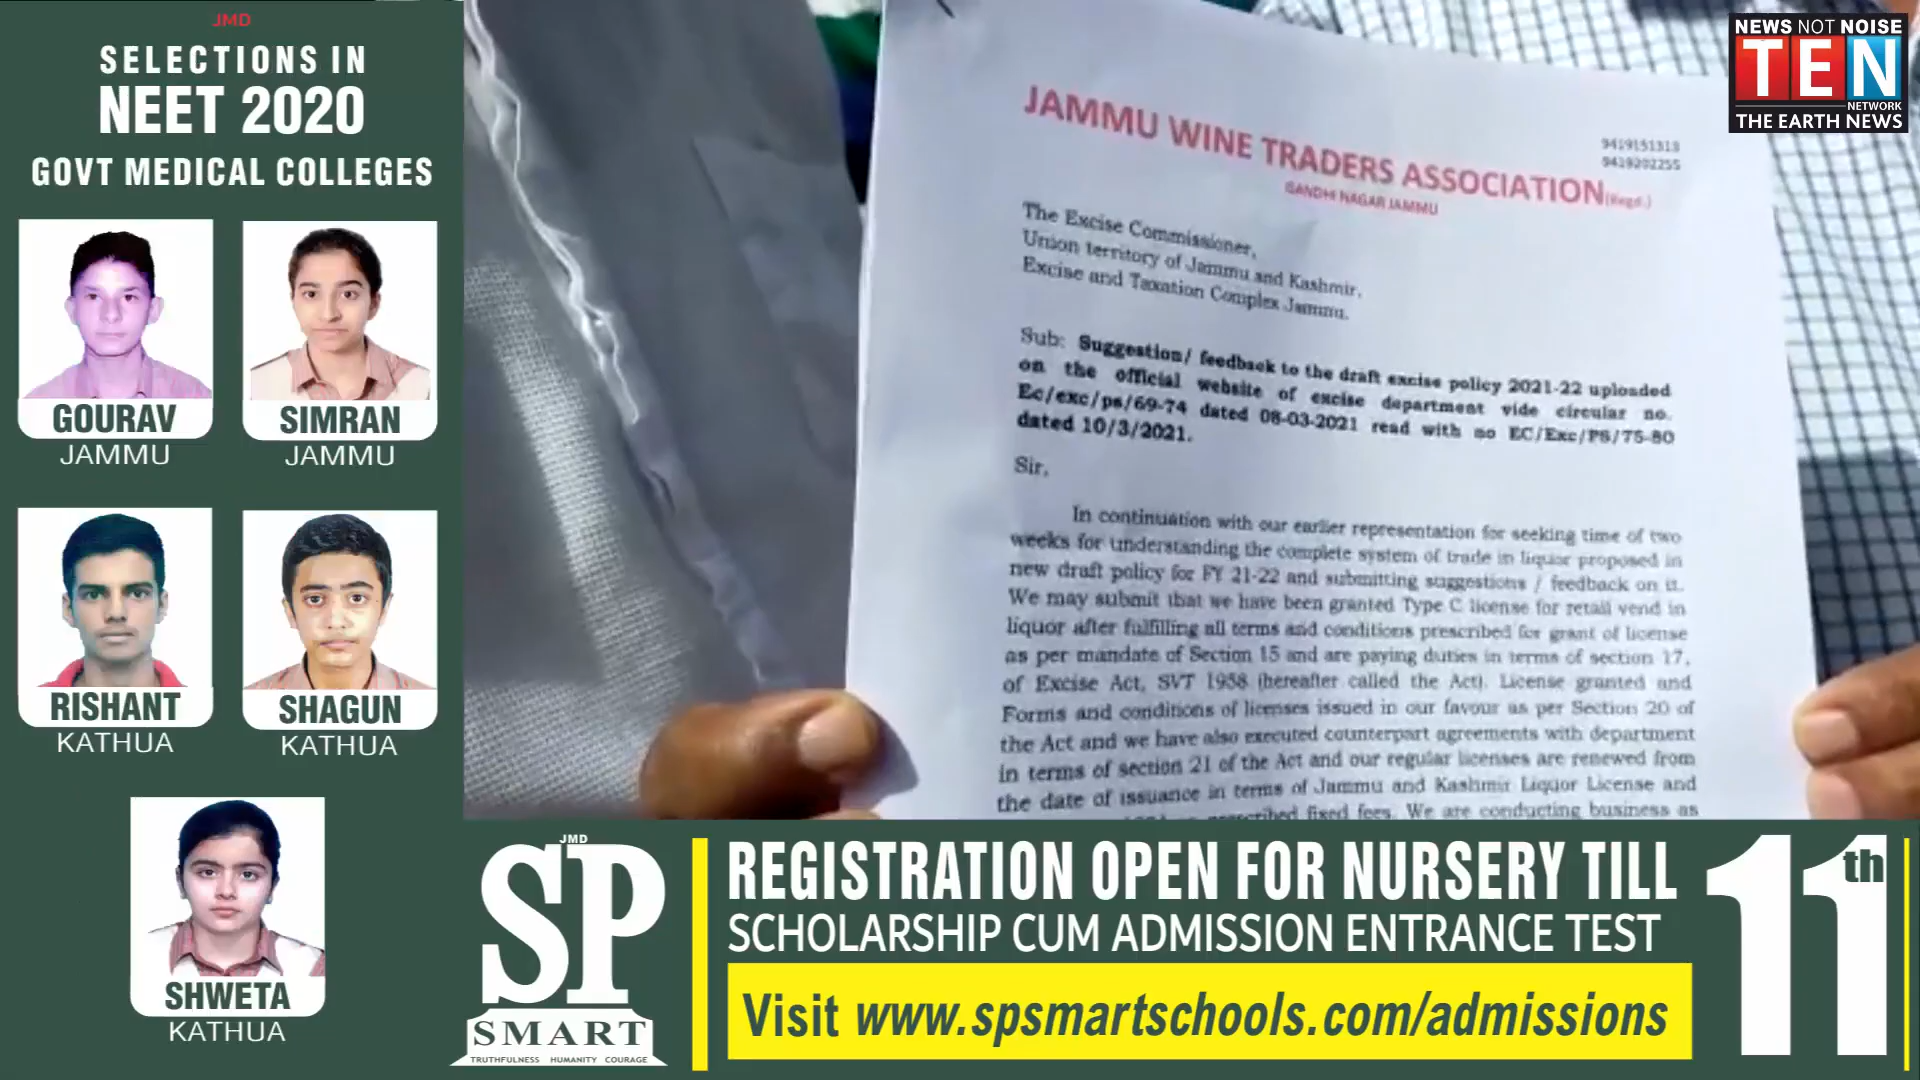 JMD
SELECTIONS IN
NEET 2020
GOVT MEDICAL COLLEGES
GOURAV
JAMMU
SIMRAN
JAMMU
RISHANT
KATHUA
SHAGUN
KATHUA
SHWETA
KATHUA
NEWS NOT NOISE
TEN
NETWORK
THE EARTH NEWS
JAMMU WINE TRADERS ASSOCIATION(Regd.)
GANDHI NAGAR JAMMU
9419151313
9419202255
The Excise Commissioner,
Union territory of Jammu and Kashmir,
Excise and Taxation Complex Jammu.
Sub: Suggestion/ feedback to the draft excise policy 2021-22 uploaded
on the official website of excise department vide circular no.
Ec/exc/ps/69-74 dated 08-03-2021 read with no EC/Exc/PS/75-80
dated 10/3/2021.
Sir,
In continuation with our earlier representation for seeking time of two
weeks for understanding the complete system of trade in liquor proposed in
new draft policy for FY 21-22 and submitting suggestions / feedback on it.
We may submit that we have been granted Type C license for retail vend in
liquor after fulfilling all terms and conditions prescribed for grant of license
as per mandate of Section 15 and are paying duties in terms of section 17,
of Excise Act, SVT 1958 (hereafter called the Act). License granted and
Forms and conditions of licenses issued in our favour as per Section 20 of
the Act and we have also executed counterpart agreements with department
in terms of section 21 of the Act and our regular licenses are renewed from
the date of issuance in terms of Jammu and Kashmir Liquor License and
fixed fees. We are conducting business as
JMD
SP
SMART
TRUTHFULNESS HUMANITY COURAGE
REGISTRATION OPEN FOR NURSERY TILL 11th
SCHOLARSHIP CUM ADMISSION ENTRANCE TEST
Visit www.spsmartschools.com/admissions